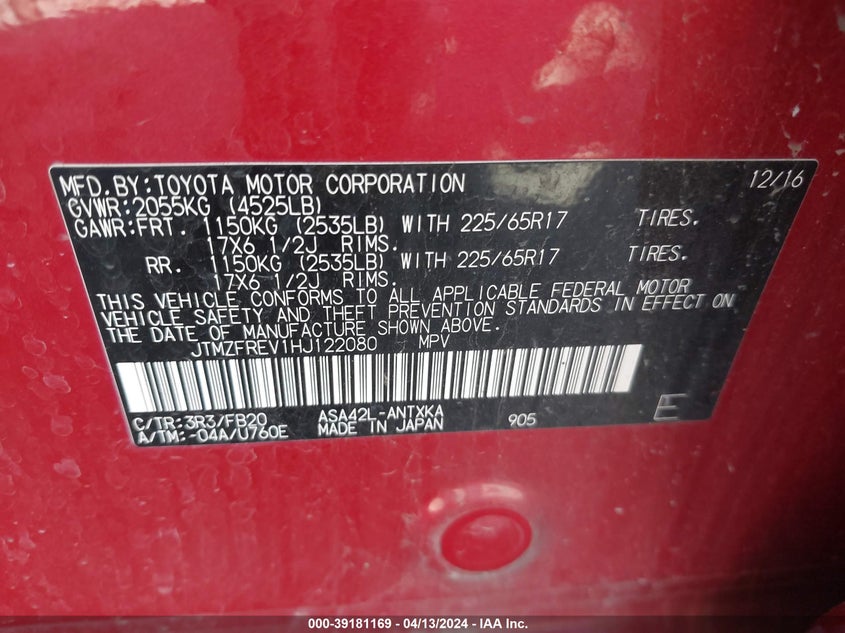 MFD.BY:TOYOTA MOTOR CORPORATION 12/16
GVWR:2055KG (4525LB)
GAWR:FRT. 1150KG (2535LB) WITH 225/65R17 TIRES.
17X6 1/2J RIMS.
RR. 1150KG (2535LB) WITH 225/65R17 TIRES.
17X6 1/2J RIMS.
THIS VEHICLE CONFORMS TO ALL APPLICABLE FEDERAL MOTOR
VEHICLE SAFETY AND THEFT PREVENTION STANDARDS IN EFFECT ON
THE DATE OF MANUFACTURE SHOWN ABOVE.
JTMZFREV1HJ122080 MPV
C/TR:3R3/FB20 ASA42L-ANTXKA 905 E
A/TM:-04A/U760E MADE IN JAPAN
000-39181169 - 04/13/2024 - IAA Inc.